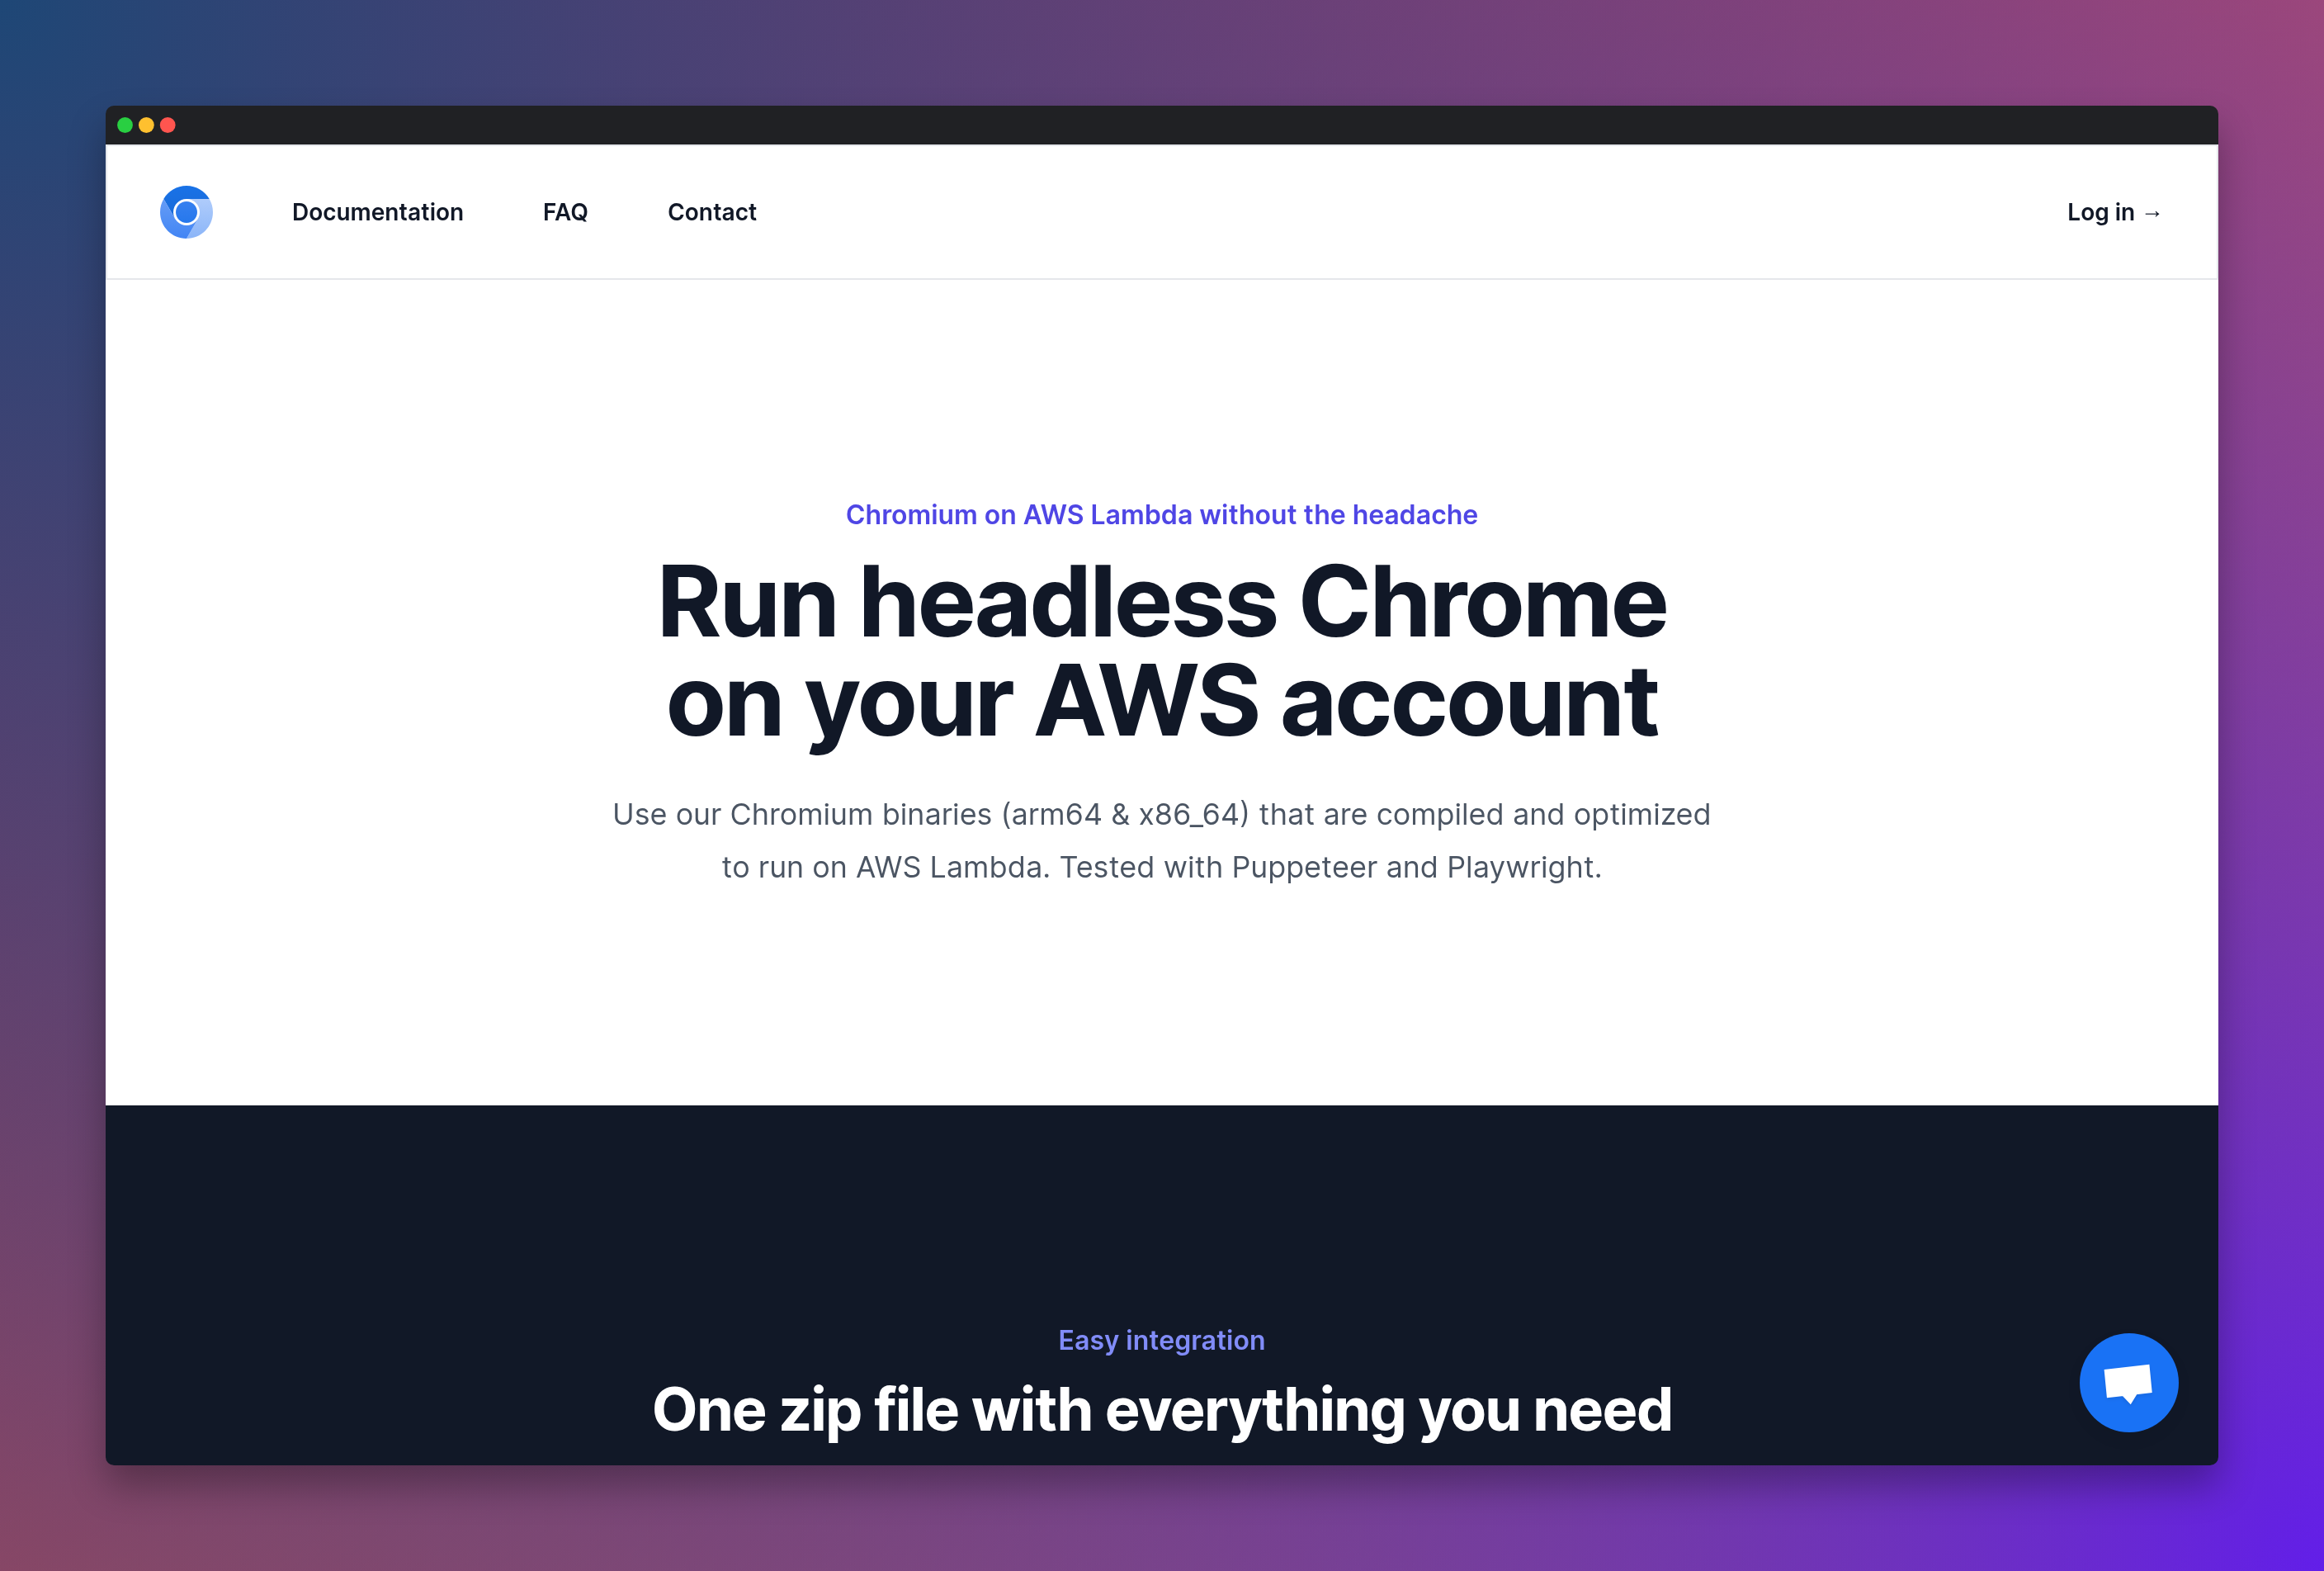 Documentation
FAQ
Contact
Log in →
Chromium on AWS Lambda without the headache
Run headless Chrome
on your AWS account
Use our Chromium binaries (arm64 & x86_64) that are compiled and optimized
to run on AWS Lambda. Tested with Puppeteer and Playwright.
Easy integration
One zip file with everything you need